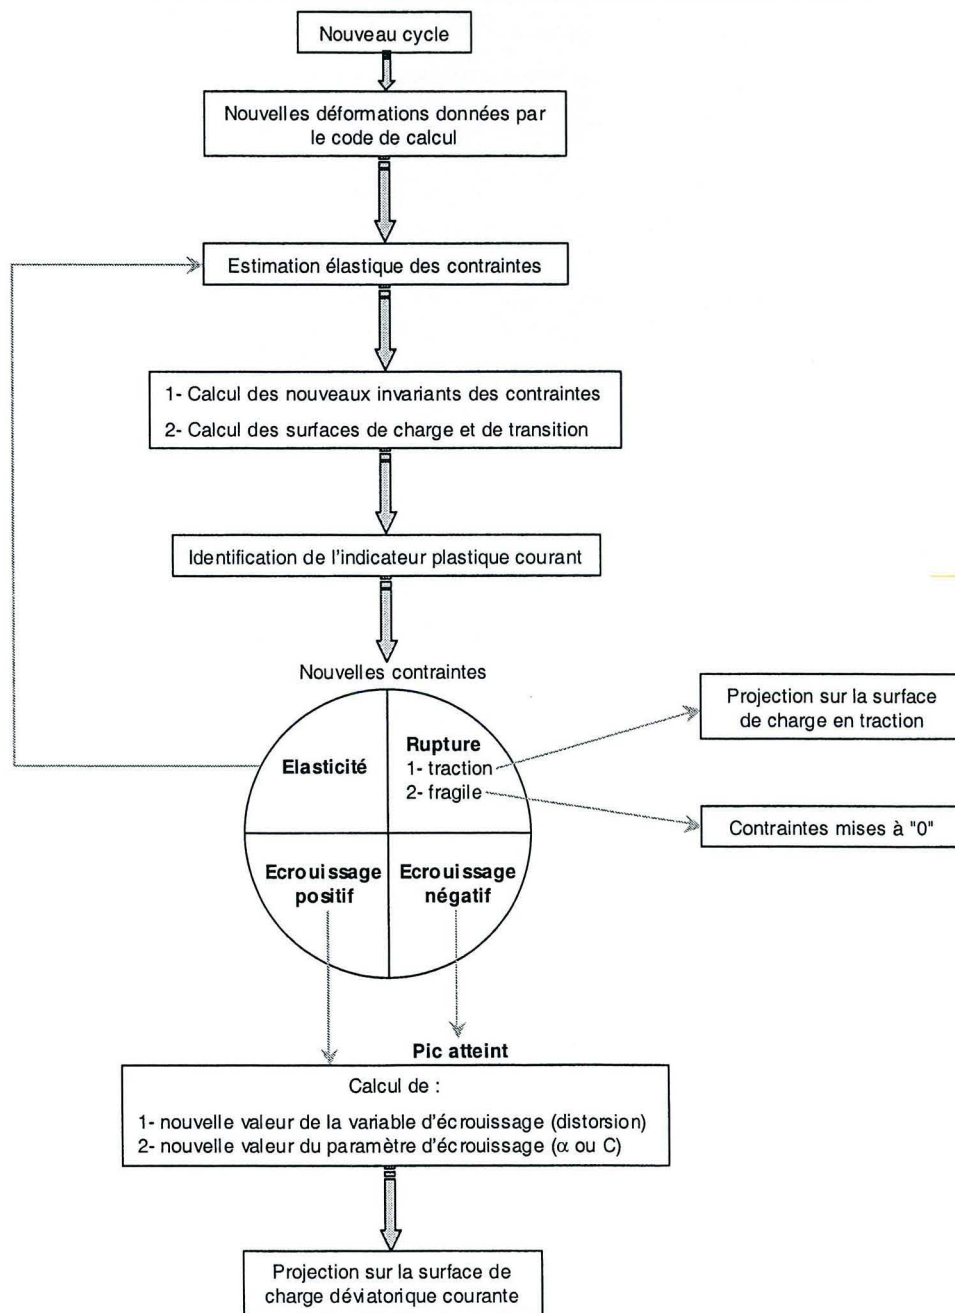 Nouveau cycle
Nouvelles déformations données par
le code de calcul
Estimation élastique des contraintes
1- Calcul des nouveaux invariants des contraintes
2- Calcul des surfaces de charge et de transition
Identification de l'indicateur plastique courant
Nouvelles contraintes
Elasticité
Rupture
1- traction
2- fragile
Projection sur la surface
de charge en traction
Contraintes mises à "0"
Ecrouissage
positif
Ecrouissage
négatif
Pic atteint
Calcul de :
1- nouvelle valeur de la variable d'écrouissage (distorsion)
2- nouvelle valeur du paramètre d'écrouissage (α ou C)
Projection sur la surface de
charge déviatorique courante